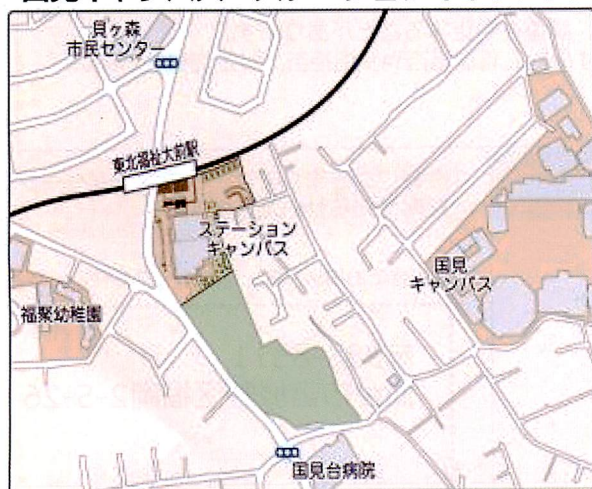 貝ヶ森
市民センター
東北福祉大前駅
ステーション
キャンパス
国見
キャンパス
福聚幼稚園
国見台病院